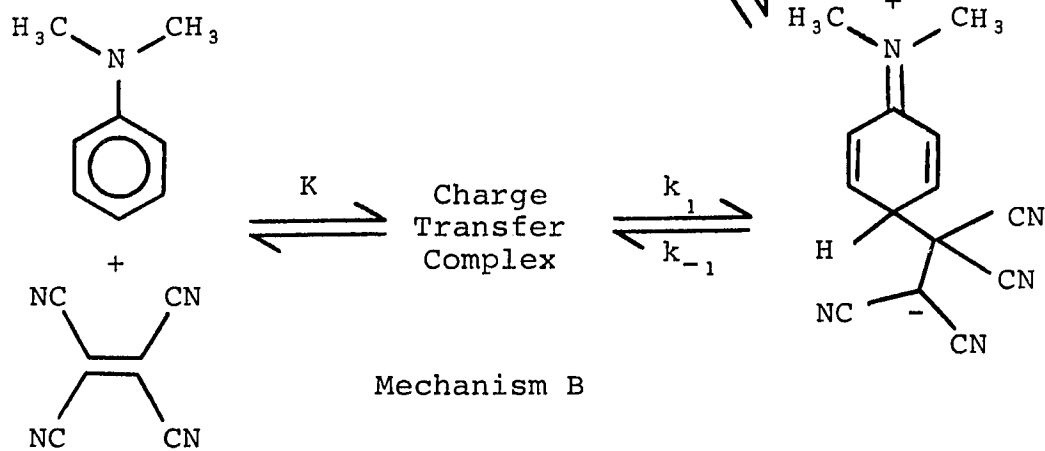 H₃C CH₃
N
+
NC CN
NC CN
K
Charge
Transfer
Complex
k₁
k₋₁
Mechanism B
+
H₃C CH₃
N
H
CN
CN
NC
−
CN